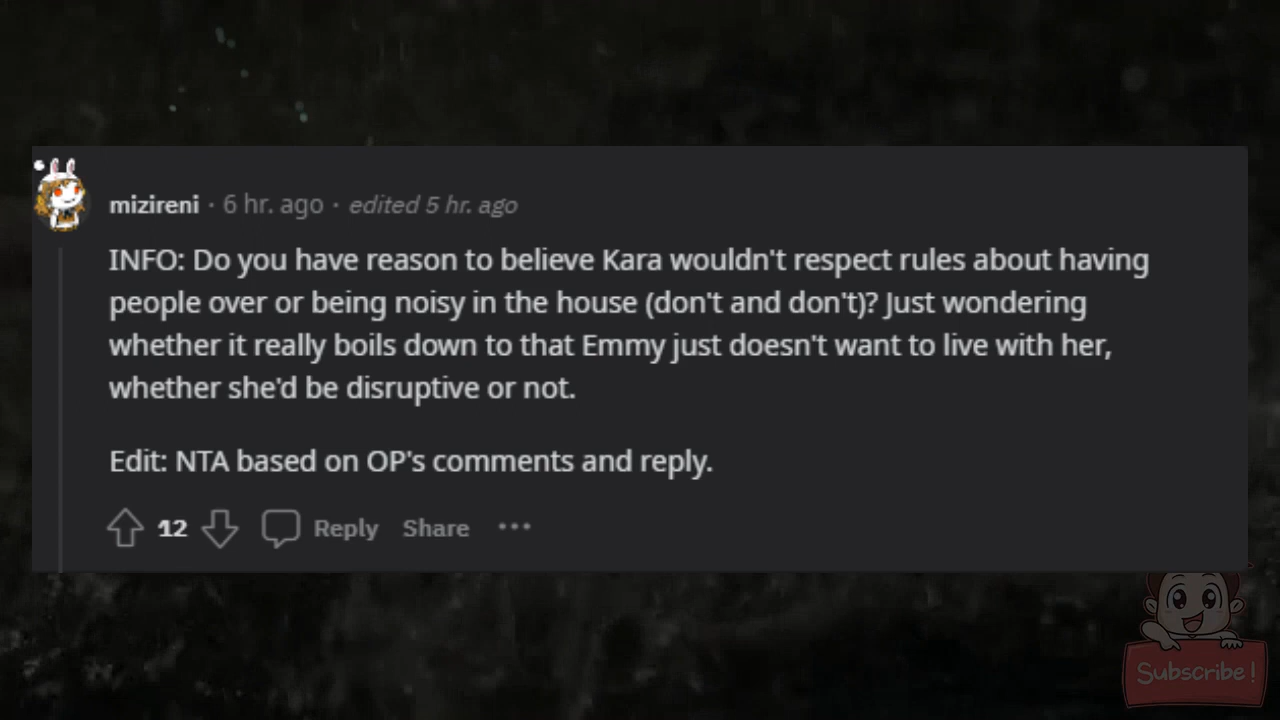 mizireni · 6 hr. ago · edited 5 hr. ago
INFO: Do you have reason to believe Kara wouldn't respect rules about having
people over or being noisy in the house (don't and don't)? Just wondering
whether it really boils down to that Emmy just doesn't want to live with her,
whether she'd be disruptive or not.
Edit: NTA based on OP's comments and reply.
12 Reply Share ···
Subscribe !